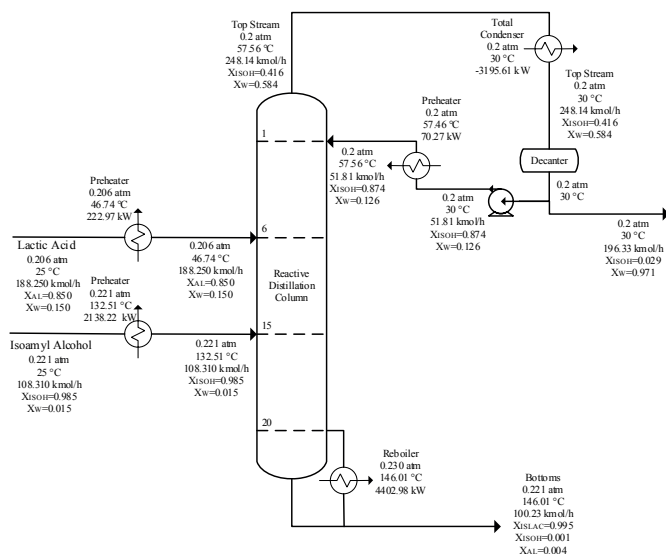 Top Stream
0.2 atm
57.56 °C
248.14 kmol/h
XISOH=0.416
XW=0.584
Total
Condenser
0.2 atm
30 °C
-3195.61 kW
Top Stream
0.2 atm
30 °C
248.14 kmol/h
XISOH=0.416
XW=0.584
Preheater
0.2 atm
57.46 °C
70.27 kW
1
0.2 atm
57.56 °C
51.81 kmol/h
XISOH=0.874
XW=0.126
Decanter
0.2 atm
30 °C
0.2 atm
30 °C
51.81 kmol/h
XISOH=0.874
XW=0.126
0.2 atm
30 °C
196.33 kmol/h
XISOH=0.029
XW=0.971
Preheater
0.206 atm
46.74 °C
222.97 kW
6
Lactic Acid
0.206 atm
25 °C
188.250 kmol/h
XAL=0.850
XW=0.150
0.206 atm
46.74 °C
188.250 kmol/h
XAL=0.850
XW=0.150
Reactive
Distillation
Column
Preheater
0.221 atm
132.51 °C
2138.22 kW
15
Isoamyl Alcohol
0.221 atm
25 °C
108.310 kmol/h
XISOH=0.985
XW=0.015
0.221 atm
132.51 °C
108.310 kmol/h
XISOH=0.985
XW=0.015
20
Reboiler
0.230 atm
146.01 °C
4402.98 kW
Bottoms
0.221 atm
146.01 °C
100.23 kmol/h
XISLAC=0.995
XISOH=0.001
XAL=0.004